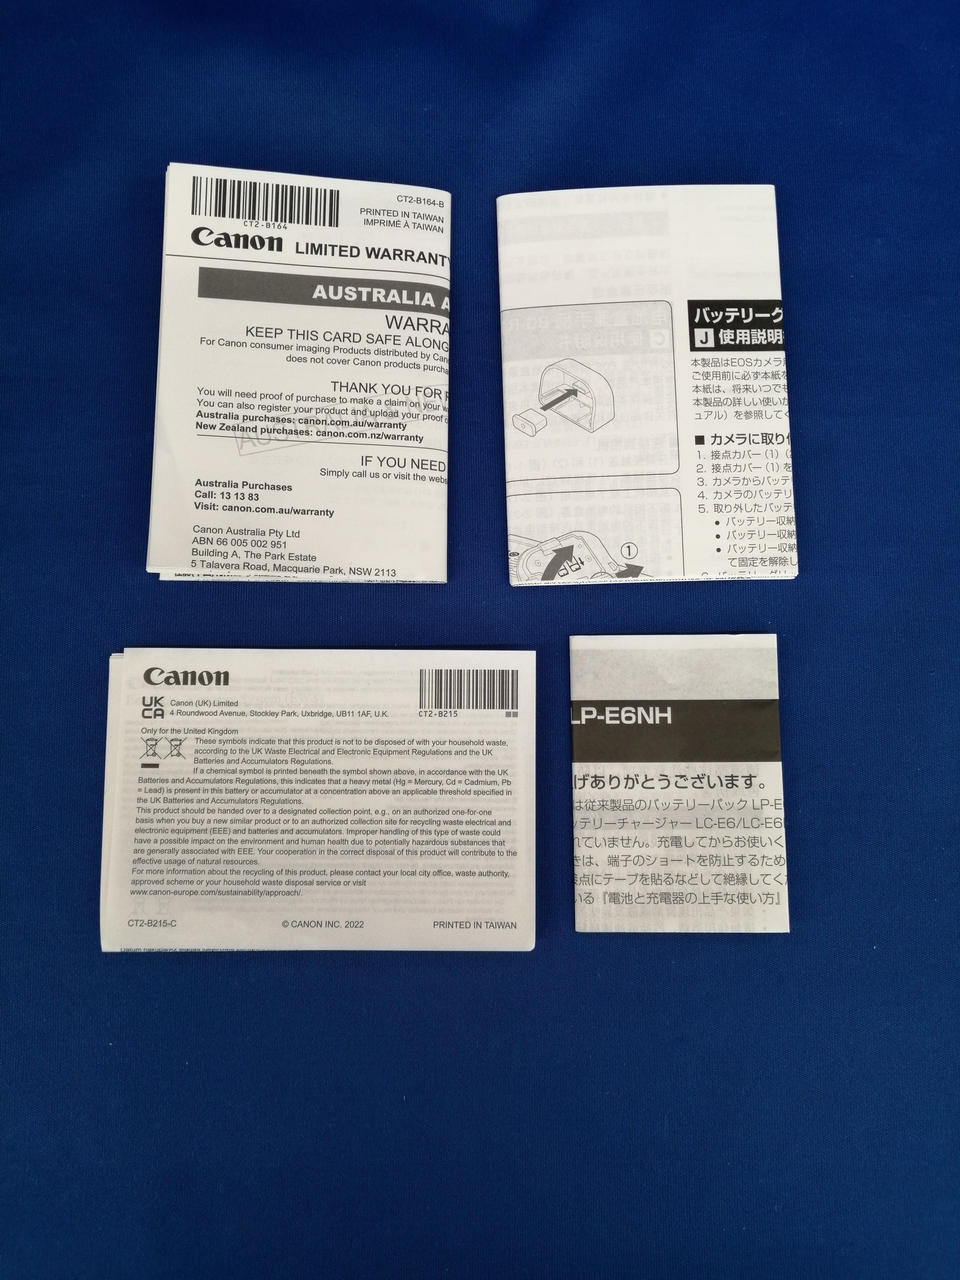 CT2-B164-B
PRINTED IN TAIWAN
IMPRIMÉ À TAIWAN
CT2-B164
Canon LIMITED WARRANTY
AUSTRALIA A
WARRA
KEEP THIS CARD SAFE ALONG
For Canon consumer imaging Products distributed by Can
does not cover Canon products purcha
THANK YOU FOR
You will need proof of purchase to make a claim on your w
You can also register your product and upload your proof o
Australia purchases: canon.com.au/warranty
New Zealand purchases: canon.com.nz/warranty
IF YOU NEED
Simply call us or visit the webs
Australia Purchases
Call: 13 13 83
Visit: canon.com.au/warranty
Canon Australia Pty Ltd
ABN 66 005 002 951
Building A, The Park Estate
5 Talavera Road, Macquarie Park, NSW 2113
①
バッテリーグ
J 使用説明
本製品はEOSカメラ
ご使用前に必ず本紙を
本紙は、将来いつでも
本製品の詳しい使いか
ュアル）を参照してく
■ カメラに取り付
1. 接点カバー（1）（2
2. 接点カバー（1）を
3. カメラからバッテ
4. カメラのバッテリ
5. 取り外したバッテ
● バッテリー収納
● バッテリー収納
● バッテリー収納
て固定を解除し
Canon
UK
CA
Canon (UK) Limited
4 Roundwood Avenue, Stockley Park, Uxbridge, UB11 1AF, U.K.
CT2-B215
Only for the United Kingdom
These symbols indicate that this product is not to be disposed of with your household waste,
according to the UK Waste Electrical and Electronic Equipment Regulations and the UK
Batteries and Accumulators Regulations.
If a chemical symbol is printed beneath the symbol shown above, in accordance with the UK
Batteries and Accumulators Regulations, this indicates that a heavy metal (Hg = Mercury, Cd = Cadmium, Pb
= Lead) is present in this battery or accumulator at a concentration above an applicable threshold specified in
the UK Batteries and Accumulators Regulations.
This product should be handed over to a designated collection point, e.g., on an authorized one-for-one
basis when you buy a new similar product or to an authorized collection site for recycling waste electrical and
electronic equipment (EEE) and batteries and accumulators. Improper handling of this type of waste could
have a possible impact on the environment and human health due to potentially hazardous substances that
are generally associated with EEE. Your cooperation in the correct disposal of this product will contribute to the
effective usage of natural resources.
For more information about the recycling of this product, please contact your local city office, waste authority,
approved scheme or your household waste disposal service or visit
www.canon-europe.com/sustainability/approach/.
CT2-B215-C © CANON INC. 2022 PRINTED IN TAIWAN
LP-E6NH
げありがとうございます。
は従来製品のバッテリーパック LP-E
ッテリーチャージャー LC-E6/LC-E6
れていません。充電してからお使いく
きは、端子のショートを防止するため
接点にテープを貼るなどして絶縁してく
いる『電池と充電器の上手な使い方』